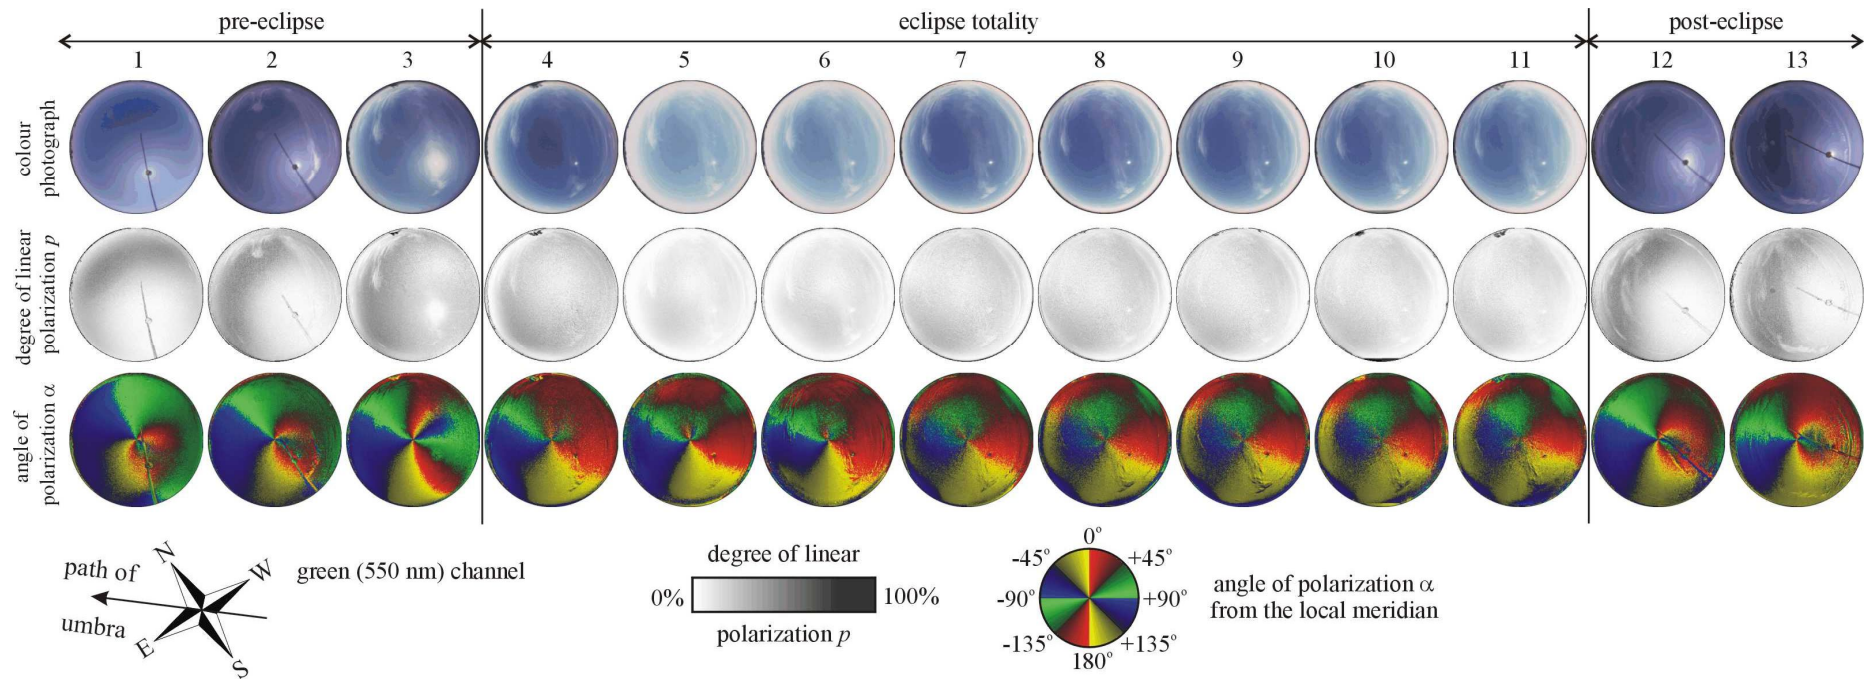 pre-eclipse
eclipse totality
post-eclipse
1 2 3 4 5 6 7 8 9 10 11 12 13
colour
photograph
degree of linear
polarization p
angle of
polarization α
path of
umbra
N
W
E
S
green (550 nm) channel
degree of linear
0% 100%
polarization p
0°
-45° +45°
-90° +90°
-135° +135°
180°
angle of polarization α
from the local meridian